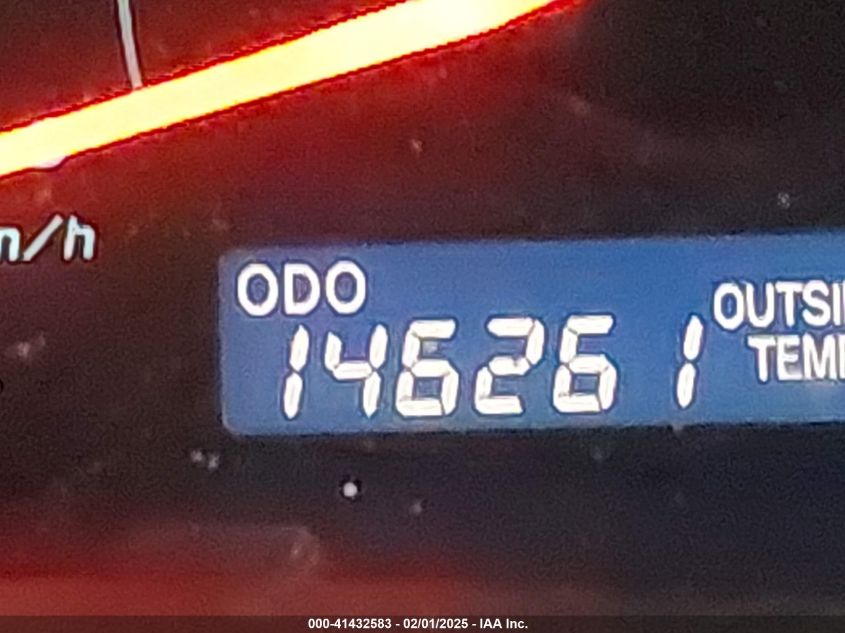 m/h
ODO
146261
OUTSI
TEM
000-41432583 - 02/01/2025 - IAA Inc.